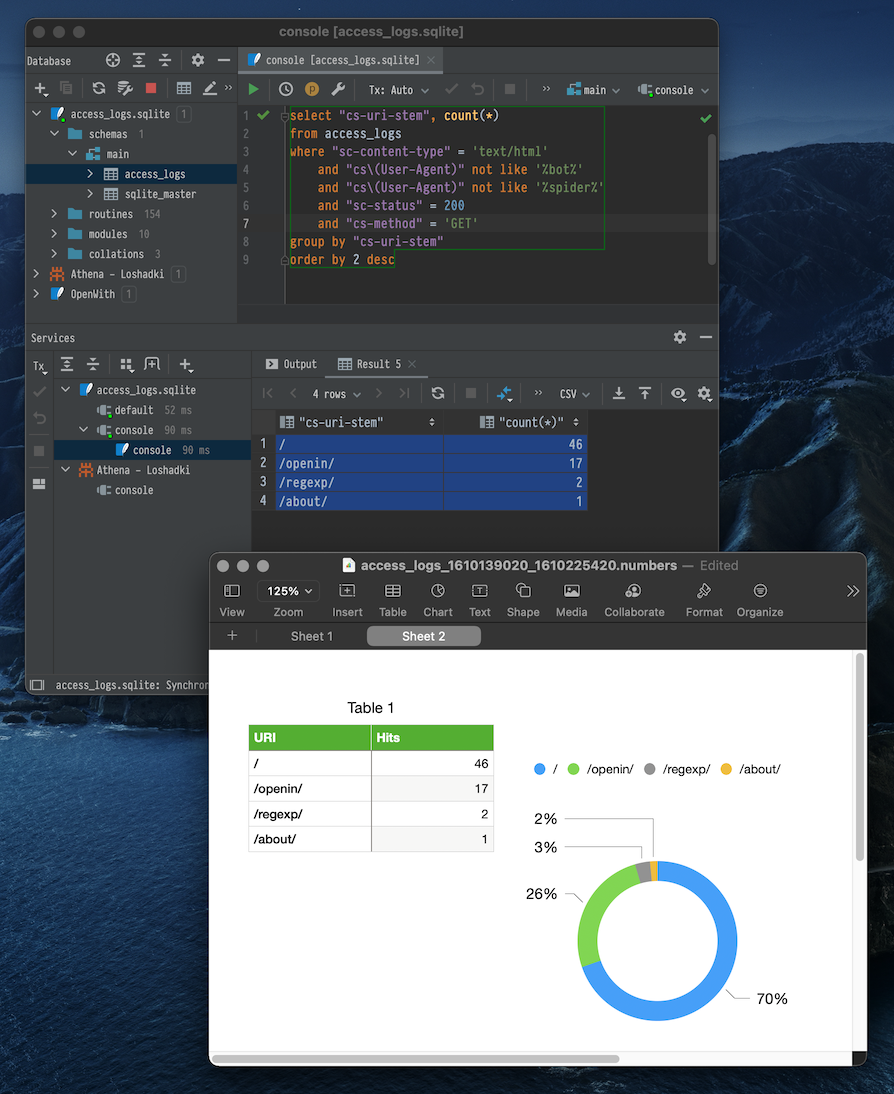 console [access_logs.sqlite]
Database
console [access_logs.sqlite]
Tx: Auto
main
console
access_logs.sqlite 1
schemas 1
main
access_logs
sqlite_master
routines 154
modules 10
collations 3
Athena - Loshadki 1
OpenWith 1
1 select "cs-uri-stem", count(*)
2 from access_logs
3 where "sc-content-type" = 'text/html'
4 and "cs\(User-Agent)" not like '%bot%'
5 and "cs\(User-Agent)" not like '%spider%'
6 and "sc-status" = 200
7 and "cs-method" = 'GET'
8 group by "cs-uri-stem"
9 order by 2 desc
Services
Tx
access_logs.sqlite
default 52 ms
console 90 ms
console 90 ms
Athena - Loshadki
console
Output
Result 5
4 rows
CSV
"cs-uri-stem" "count(*)"
1 / 46
2 /openin/ 17
3 /regexp/ 2
4 /about/ 1
access_logs.sqlite: Synchron
access_logs_1610139020_1610225420.numbers — Edited
125%
View Zoom Insert Table Chart Text Shape Media Collaborate Format Organize
Sheet 1 Sheet 2
Table 1
URI Hits
/ 46
/openin/ 17
/regexp/ 2
/about/ 1
/ /openin/ /regexp/ /about/
2%
3%
26%
70%